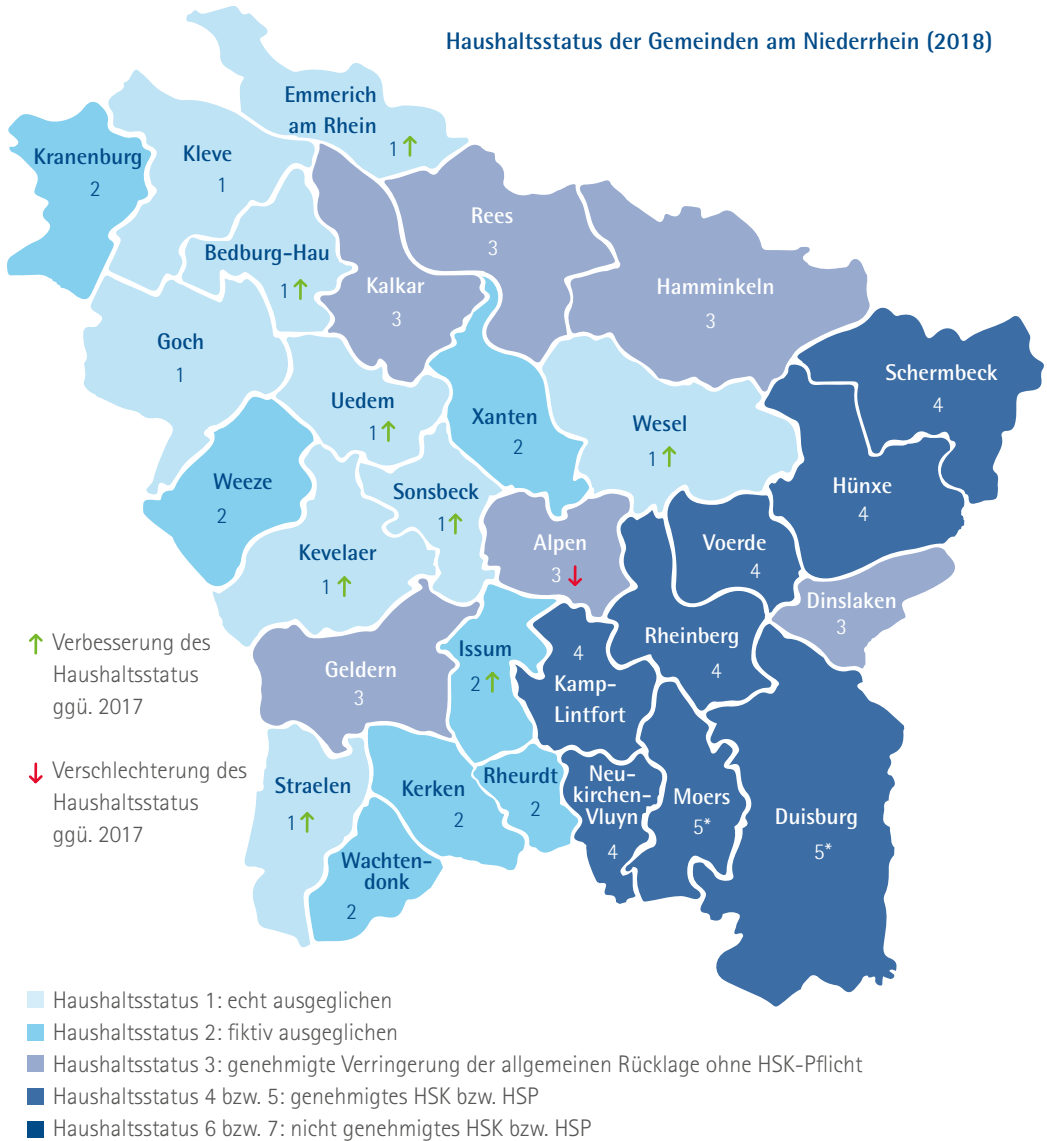 Haushaltsstatus der Gemeinden am Niederrhein (2018)
Emmerich
am Rhein
1 ↑
Kranenburg
2
Kleve
1
Rees
3
Bedburg-Hau
1 ↑
Kalkar
3
Hamminkeln
3
Goch
1
Schermbeck
4
Uedem
1 ↑
Xanten
2
Wesel
1 ↑
Weeze
2
Sonsbeck
1 ↑
Hünxe
4
Kevelaer
1 ↑
Alpen
3 ↓
Voerde
4
Dinslaken
3
↑ Verbesserung des
Haushaltsstatus
ggü. 2017
Geldern
3
Issum
2 ↑
4
Kamp-
Lintfort
Rheinberg
4
↓ Verschlechterung des
Haushaltsstatus
ggü. 2017
Straelen
1 ↑
Kerken
2
Rheurdt
2
Neu-
kirchen-
Vluyn
4
Moers
5*
Duisburg
5*
Wachten-
donk
2
Haushaltsstatus 1: echt ausgeglichen
Haushaltsstatus 2: fiktiv ausgeglichen
Haushaltsstatus 3: genehmigte Verringerung der allgemeinen Rücklage ohne HSK-Pflicht
Haushaltsstatus 4 bzw. 5: genehmigtes HSK bzw. HSP
Haushaltsstatus 6 bzw. 7: nicht genehmigtes HSK bzw. HSP